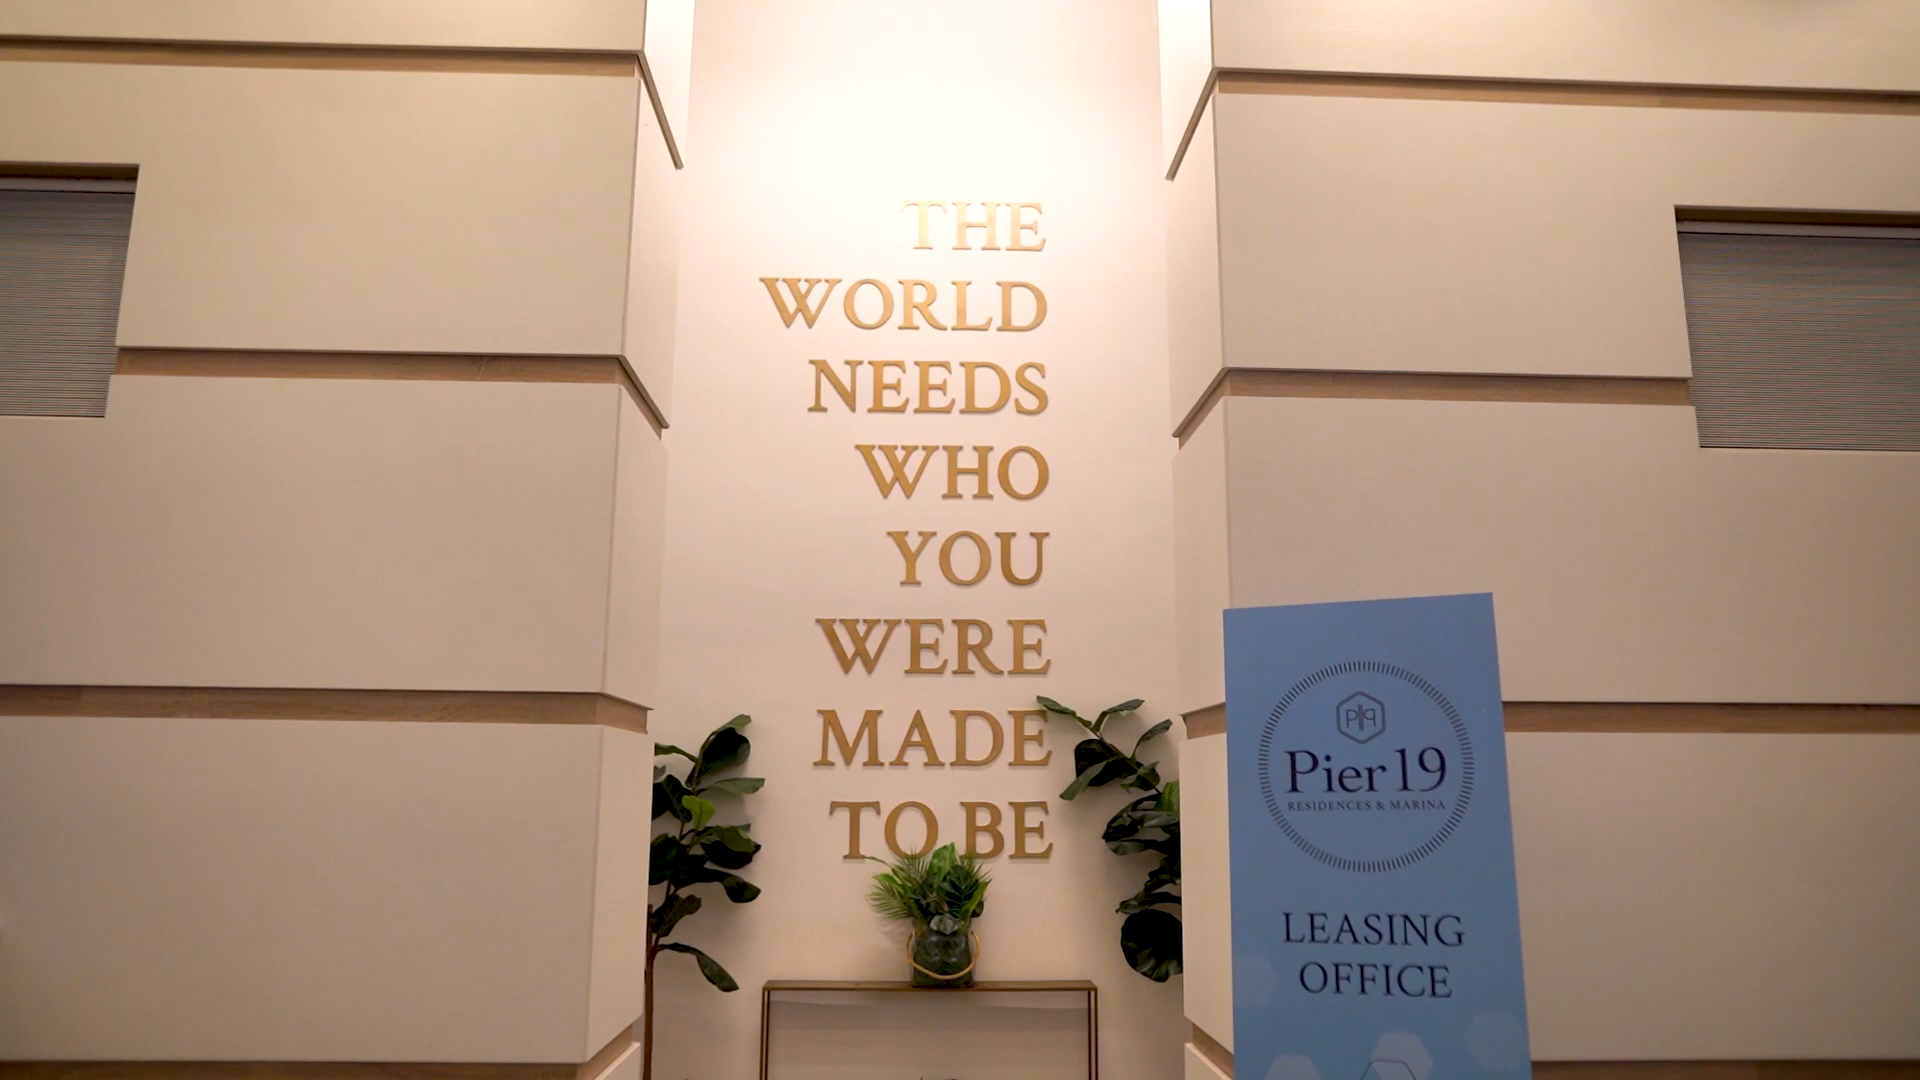 THE
WORLD
NEEDS
WHO
YOU
WERE
MADE
TO BE
Pier 19
RESIDENCES & MARINA
LEASING
OFFICE